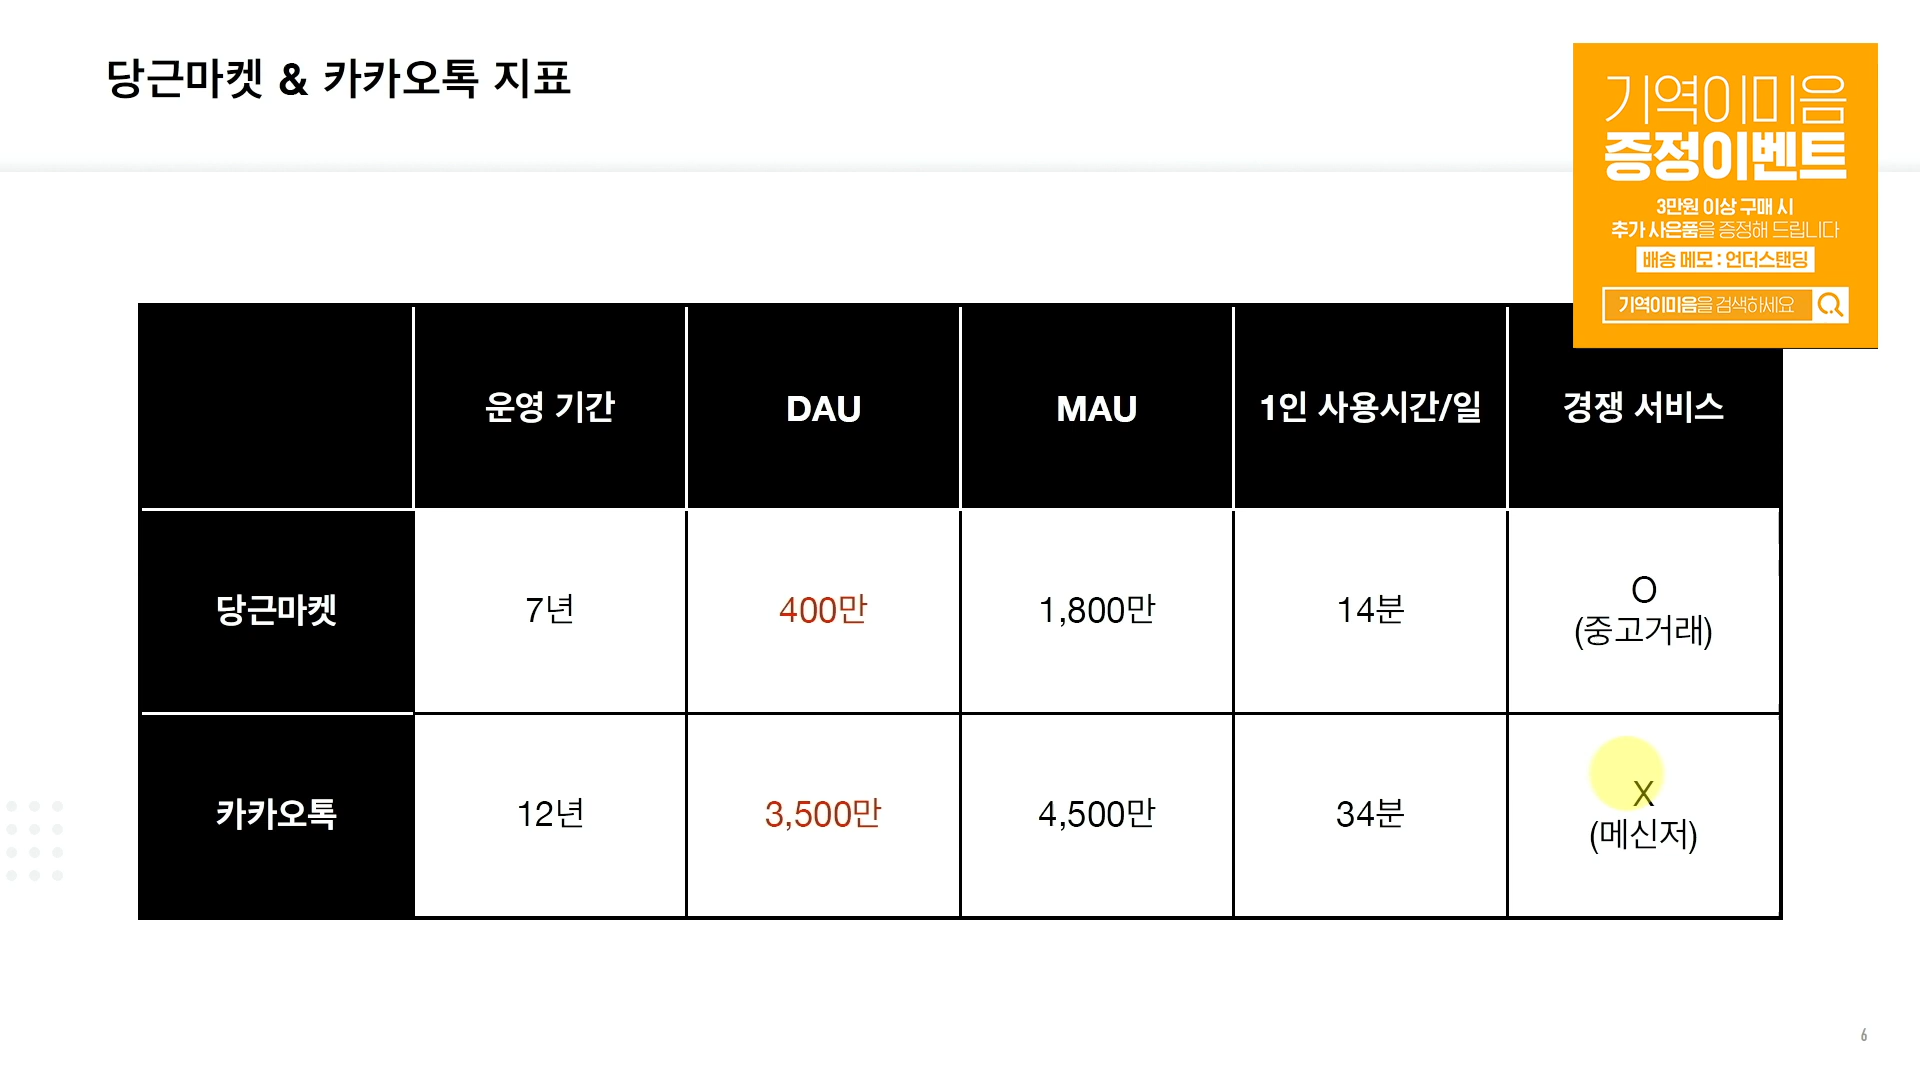 당근마켓 & 카카오톡 지표
기역이미음
증정이벤트
3만원 이상 구매 시
추가 사은품을 증정해 드립니다
배송 메모 : 언더스탠딩
기역이미음을 검색하세요
운영 기간 DAU MAU 1인 사용시간/일 경쟁 서비스
당근마켓 7년 400만 1,800만 14분 O
(중고거래)
카카오톡 12년 3,500만 4,500만 34분 X
(메신저)
6